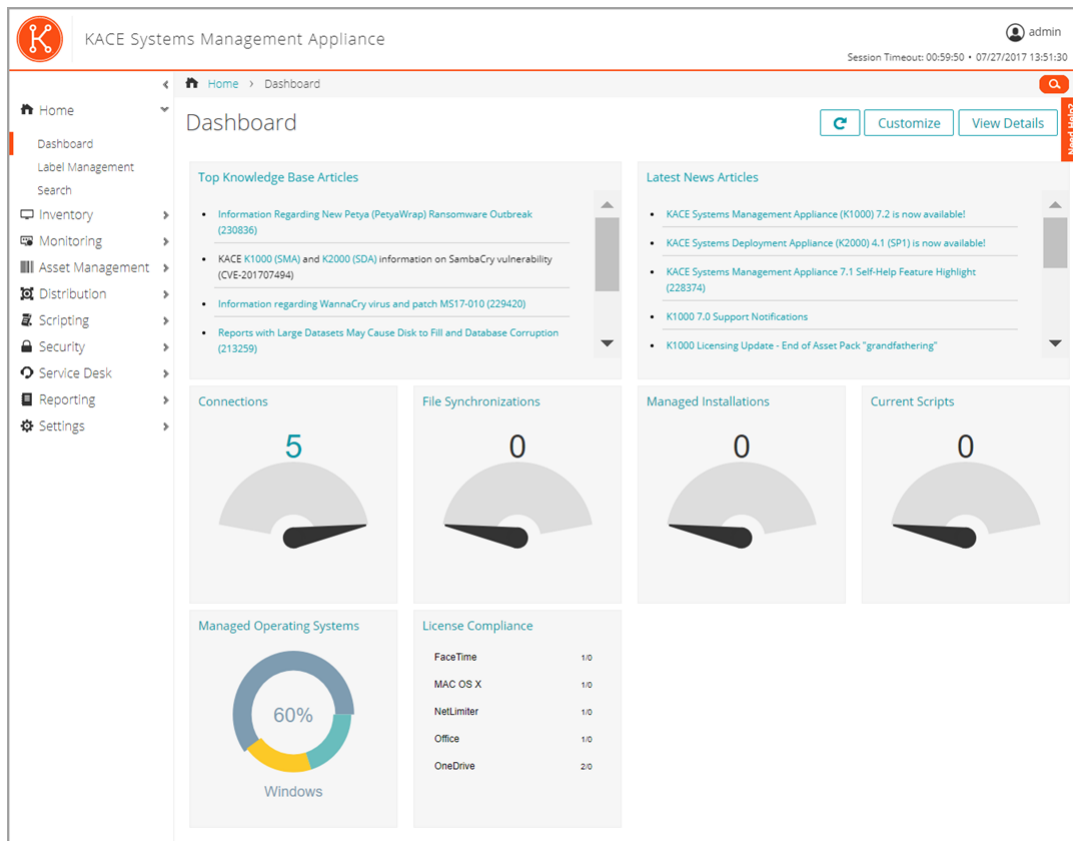 KACE Systems Management Appliance
admin
Session Timeout: 00:59:50 • 07/27/2017 13:51:30
Home > Dashboard
Need Help?
Home
Dashboard
Label Management
Search
Inventory
Monitoring
Asset Management
Distribution
Scripting
Security
Service Desk
Reporting
Settings
Dashboard
Customize
View Details
Top Knowledge Base Articles
Information Regarding New Petya (PetyaWrap) Ransomware Outbreak
(230836)
KACE K1000 (SMA) and K2000 (SDA) information on SambaCry vulnerability
(CVE-201707494)
Information regarding WannaCry virus and patch MS17-010 (229420)
Reports with Large Datasets May Cause Disk to Fill and Database Corruption
(213259)
Latest News Articles
KACE Systems Management Appliance (K1000) 7.2 is now available!
KACE Systems Deployment Appliance (K2000) 4.1 (SP1) is now available!
KACE Systems Management Appliance 7.1 Self-Help Feature Highlight
(228374)
K1000 7.0 Support Notifications
K1000 Licensing Update - End of Asset Pack "grandfathering"
Connections
5
File Synchronizations
0
Managed Installations
0
Current Scripts
0
Managed Operating Systems
60%
Windows
License Compliance
FaceTime 1/0
MAC OS X 1/0
NetLimiter 1/0
Office 1/0
OneDrive 2/0